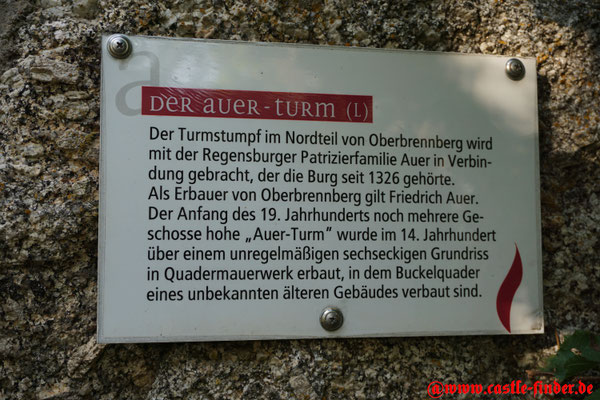 a
Der auer-turm (L)
Der Turmstumpf im Nordteil von Oberbrennberg wird
mit der Regensburger Patrizierfamilie Auer in Verbin-
dung gebracht, der die Burg seit 1326 gehörte.
Als Erbauer von Oberbrennberg gilt Friedrich Auer.
Der Anfang des 19. Jahrhunderts noch mehrere Ge-
schosse hohe „Auer-Turm“ wurde im 14. Jahrhundert
über einem unregelmäßigen sechseckigen Grundriss
in Quadermauerwerk erbaut, in dem Buckelquader
eines unbekannten älteren Gebäudes verbaut sind.
@www.castle-finder.de